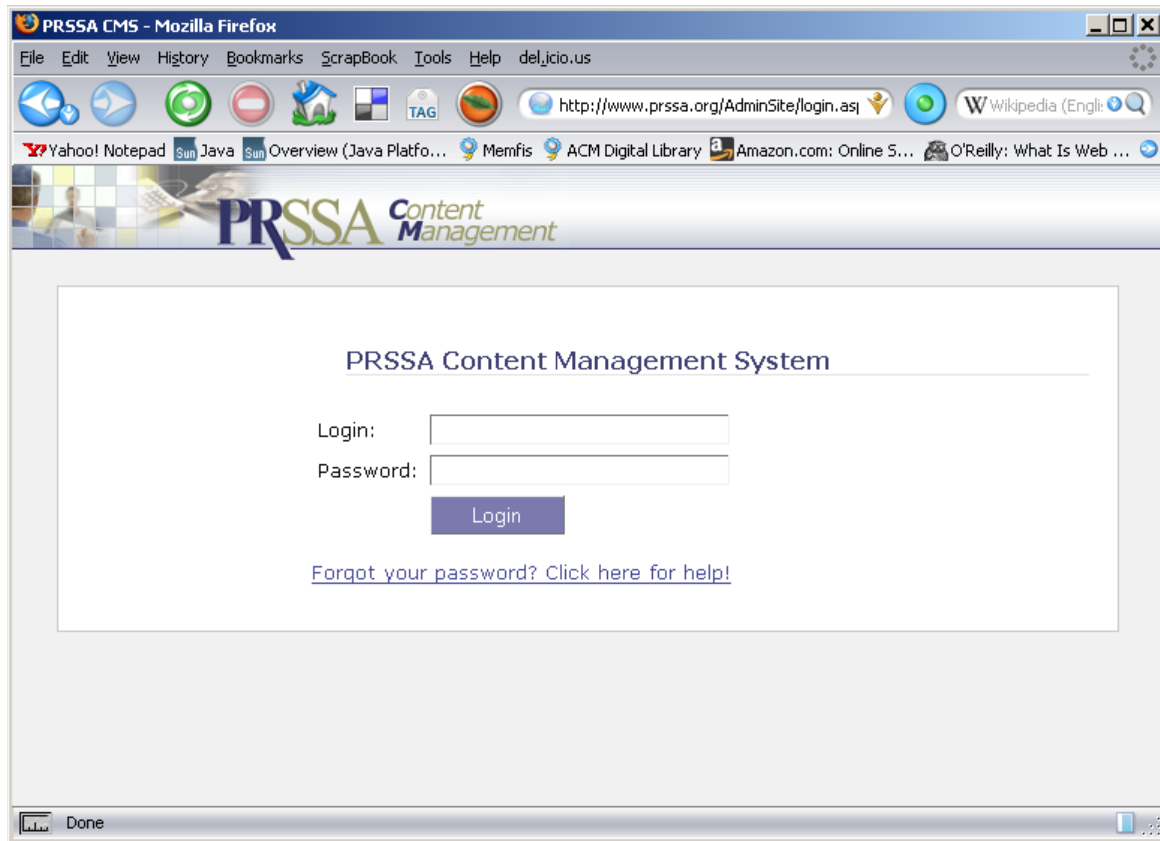 PRSSA CMS - Mozilla Firefox
File Edit View History Bookmarks ScrapBook Tools Help del.icio.us
TAG http://www.prssa.org/AdminSite/login.asp W Wikipedia (Engli
Y! Yahoo! Notepad Sun Java Sun Overview (Java Platfo... Memfis ACM Digital Library a Amazon.com: Online S... O'Reilly: What Is Web ...
PRSSA Content Management
PRSSA Content Management System
Login:
Password:
Login
Forgot your password? Click here for help!
Done